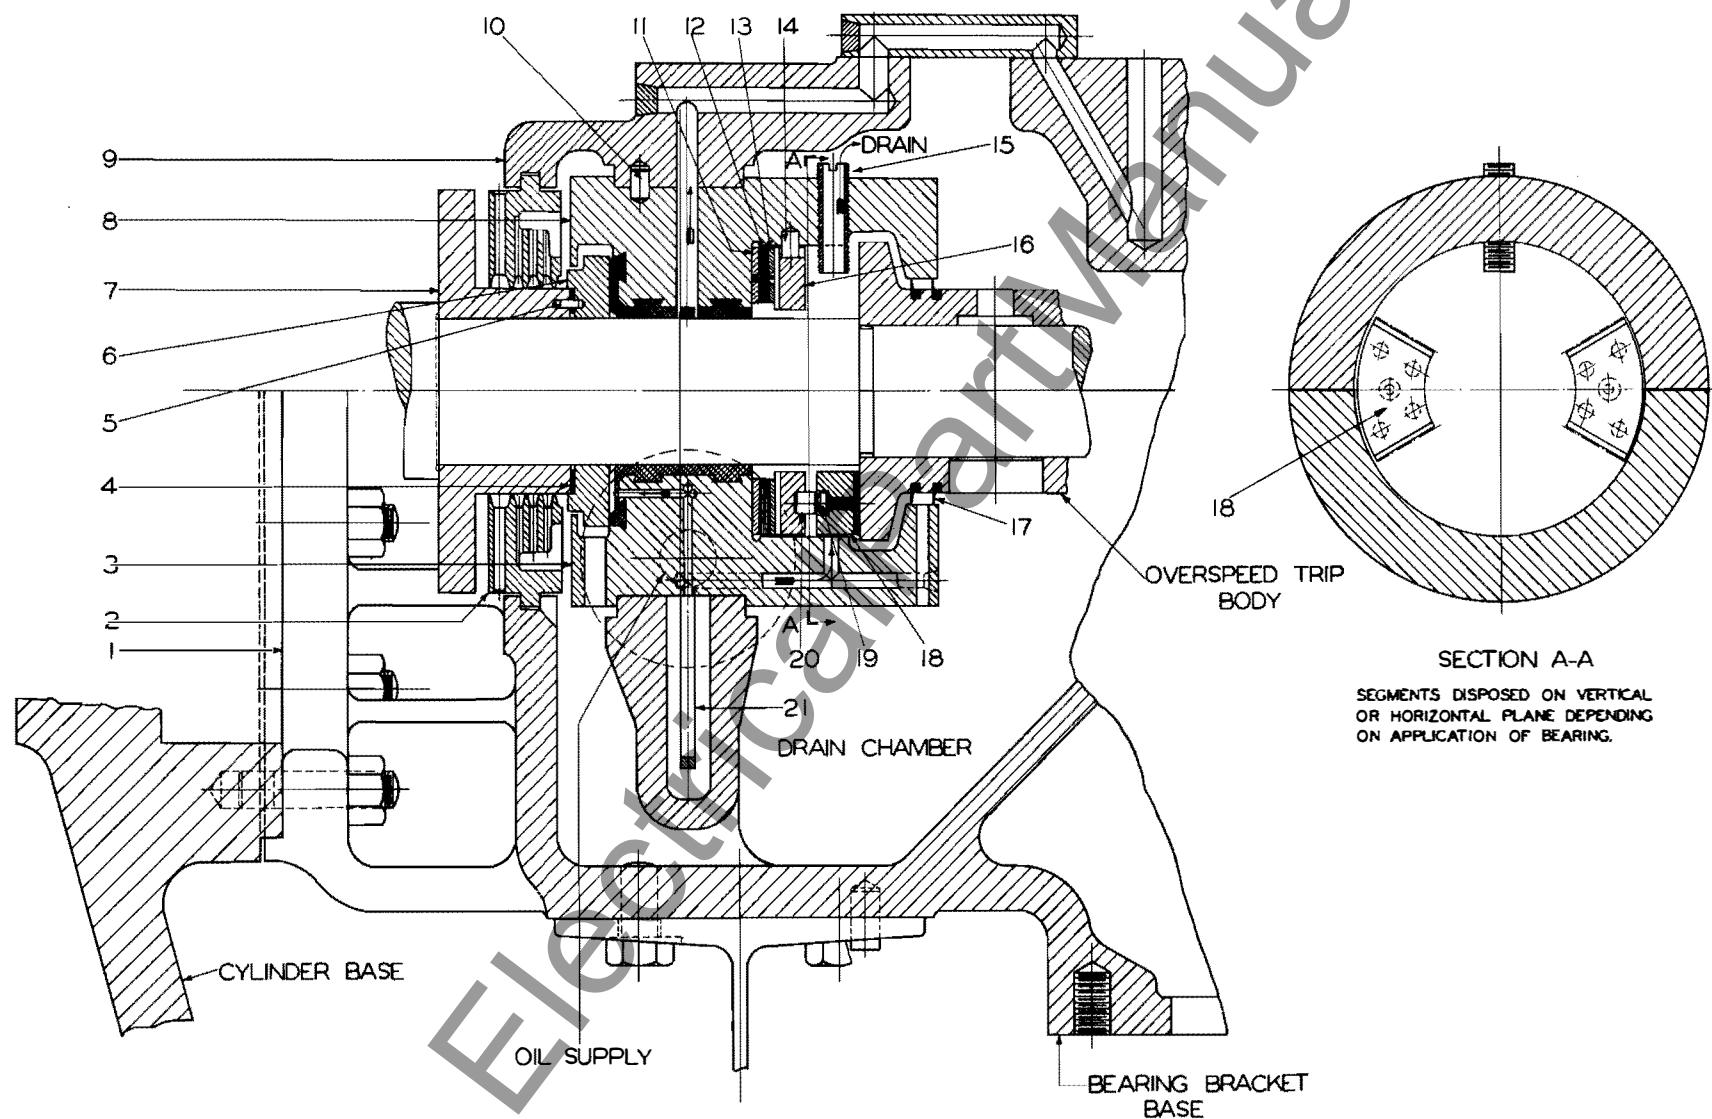 10
11
12
13
14
9
A
DRAIN
15
8
16
7
6
5
4
18
17
3
OVERSPEED TRIP
BODY
2
A
1
20
19
18
SECTION A-A
SEGMENTS DISPOSED ON VERTICAL
OR HORIZONTAL PLANE DEPENDING
ON APPLICATION OF BEARING.
21
DRAIN CHAMBER
CYLINDER BASE
OIL SUPPLY
BEARING BRACKET
BASE
ElectricalPartManua